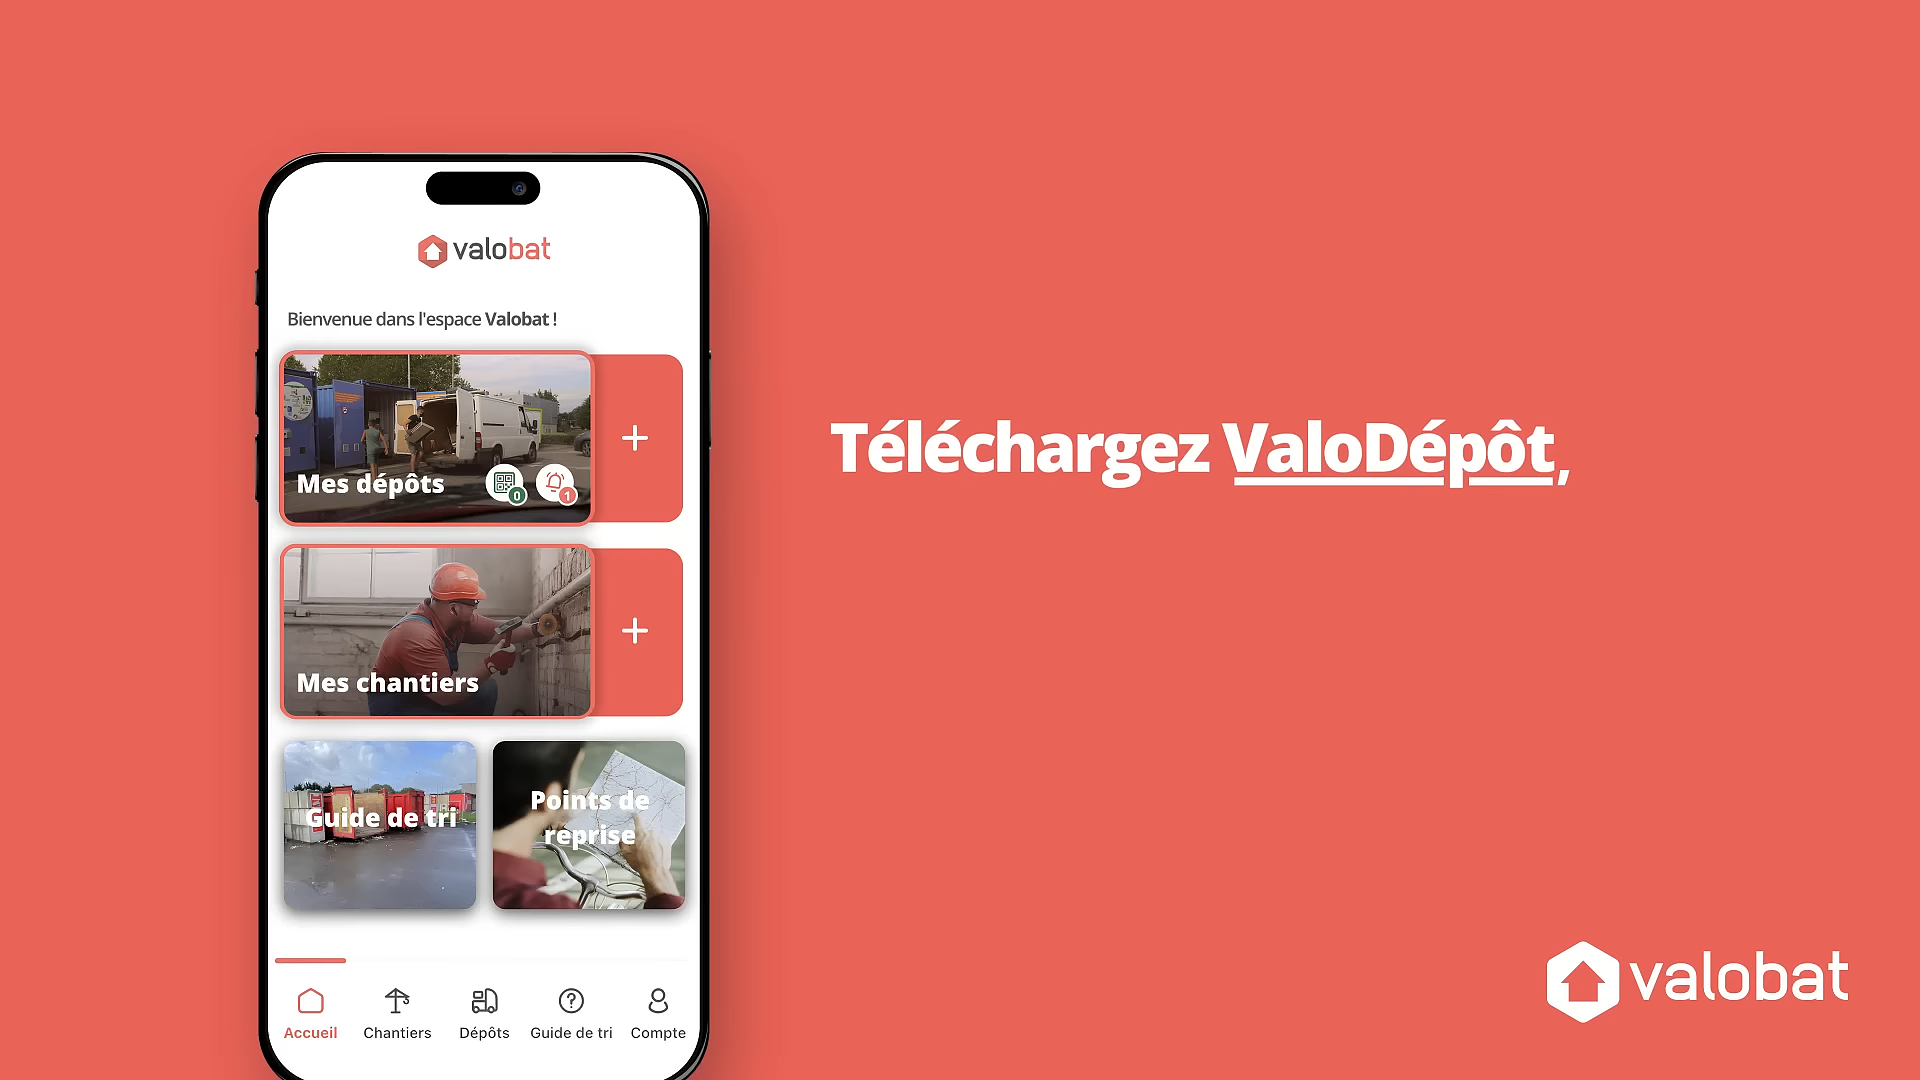 valobat
Bienvenue dans l'espace Valobat !
Mes dépôts
0
1
+
Mes chantiers
+
Guide de tri
Points de
reprise
Accueil
Chantiers
Dépôts
Guide de tri
Compte
Téléchargez ValoDépôt,
valobat